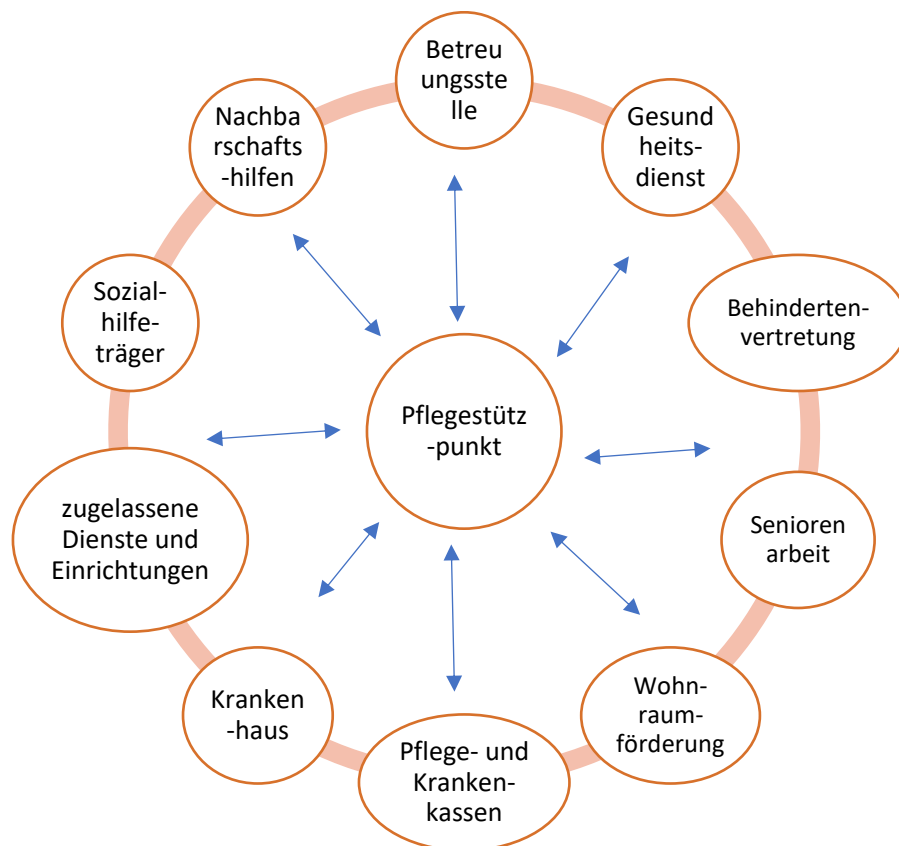 Betreu
ungsste
lle
Nachba
rschafts
-hilfen
Gesund
heits-
dienst
Sozial-
hilfe-
träger
Behinderten-
vertretung
Pflegestütz
-punkt
zugelassene
Dienste und
Einrichtungen
Senioren
arbeit
Kranken
-haus
Wohn-
raum-
förderung
Pflege- und
Kranken-
kassen